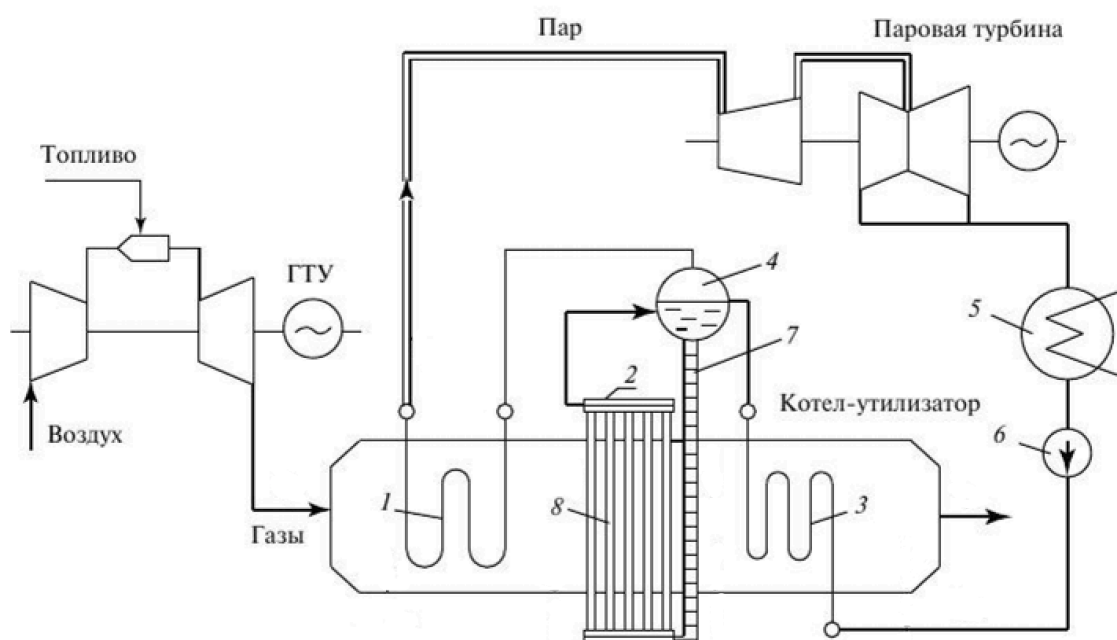 Пар
Паровая турбина
Топливо
ГТУ
4
5
7
2
Котел-утилизатор
Воздух
6
1
8
3
Газы